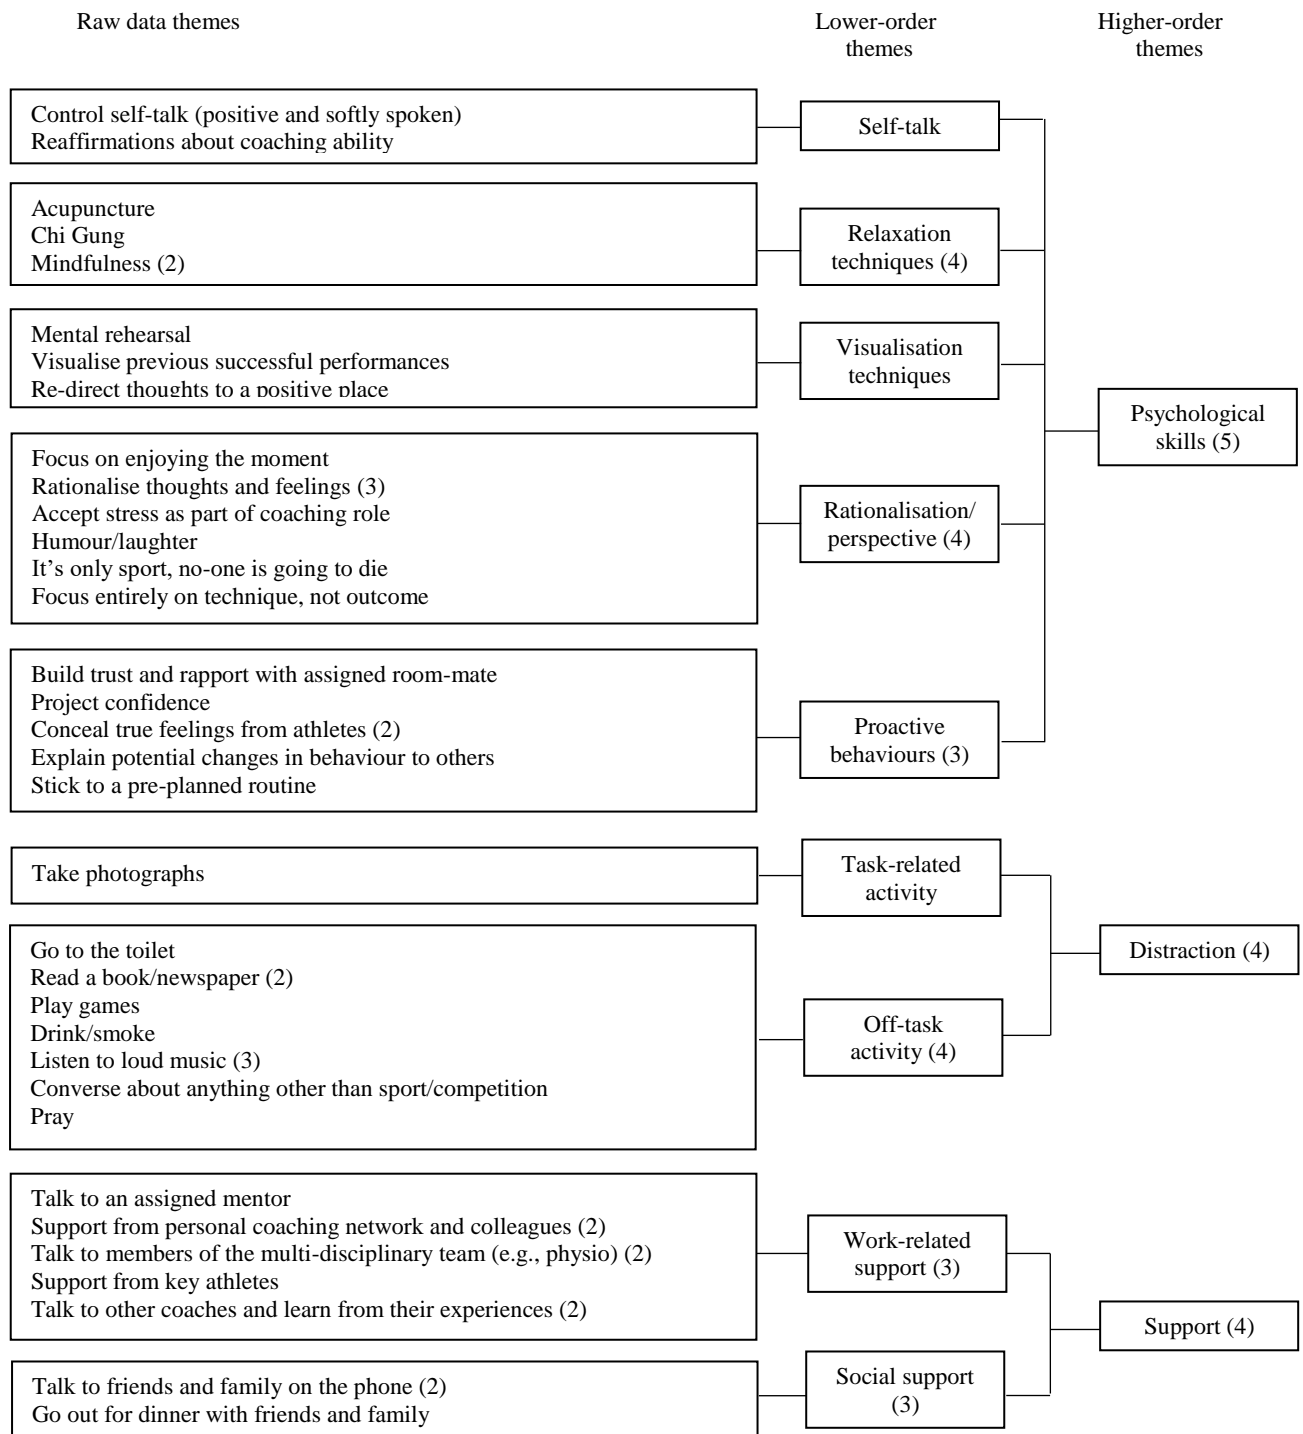 Raw data themes
Lower-order
themes
Higher-order
themes
Control self-talk (positive and softly spoken)
Reaffirmations about coaching ability
Self-talk
Acupuncture
Chi Gung
Mindfulness (2)
Relaxation
techniques (4)
Mental rehearsal
Visualise previous successful performances
Re-direct thoughts to a positive place
Visualisation
techniques
Psychological
skills (5)
Focus on enjoying the moment
Rationalise thoughts and feelings (3)
Accept stress as part of coaching role
Humour/laughter
It's only sport, no-one is going to die
Focus entirely on technique, not outcome
Rationalisation/
perspective (4)
Build trust and rapport with assigned room-mate
Project confidence
Conceal true feelings from athletes (2)
Explain potential changes in behaviour to others
Stick to a pre-planned routine
Proactive
behaviours (3)
Take photographs
Task-related
activity
Distraction (4)
Go to the toilet
Read a book/newspaper (2)
Play games
Drink/smoke
Listen to loud music (3)
Converse about anything other than sport/competition
Pray
Off-task
activity (4)
Talk to an assigned mentor
Support from personal coaching network and colleagues (2)
Talk to members of the multi-disciplinary team (e.g., physio) (2)
Support from key athletes
Talk to other coaches and learn from their experiences (2)
Work-related
support (3)
Support (4)
Talk to friends and family on the phone (2)
Go out for dinner with friends and family
Social support
(3)